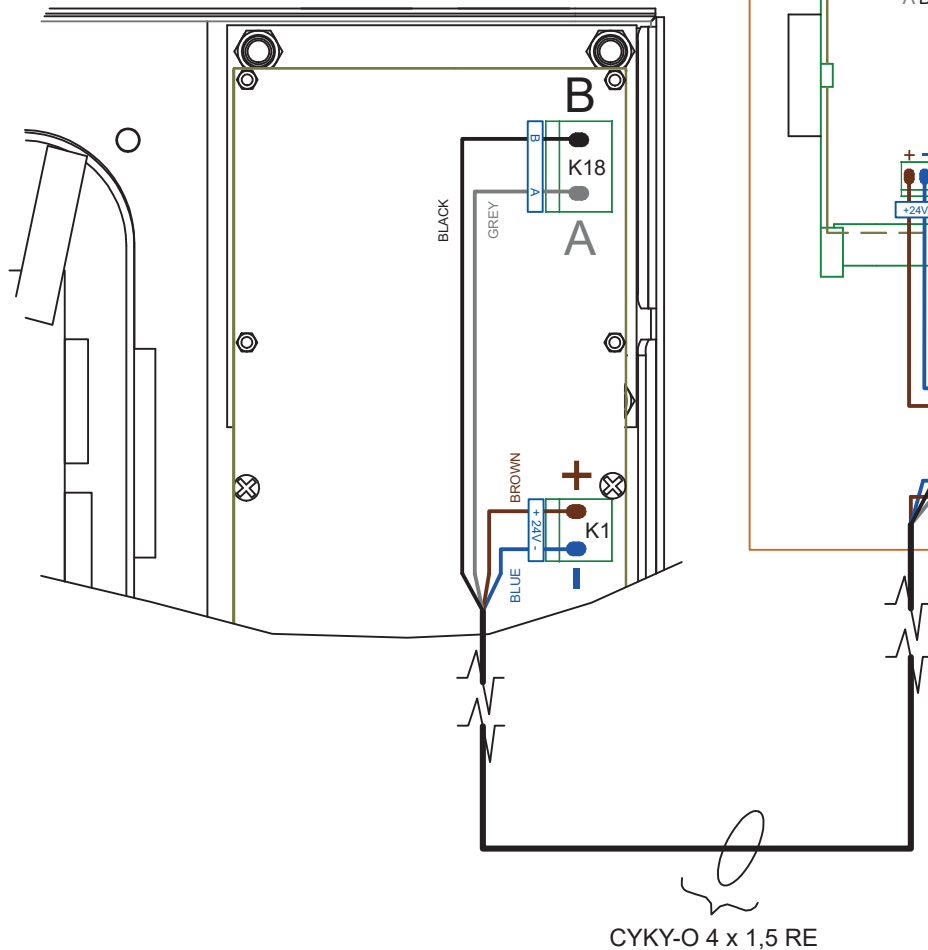 B
B
K18
A
A
BLACK
GREY
BROWN
+
+ 24V -
K1
-
BLUE
A
+ -
+24V
CYKY-O 4 x 1,5 RE